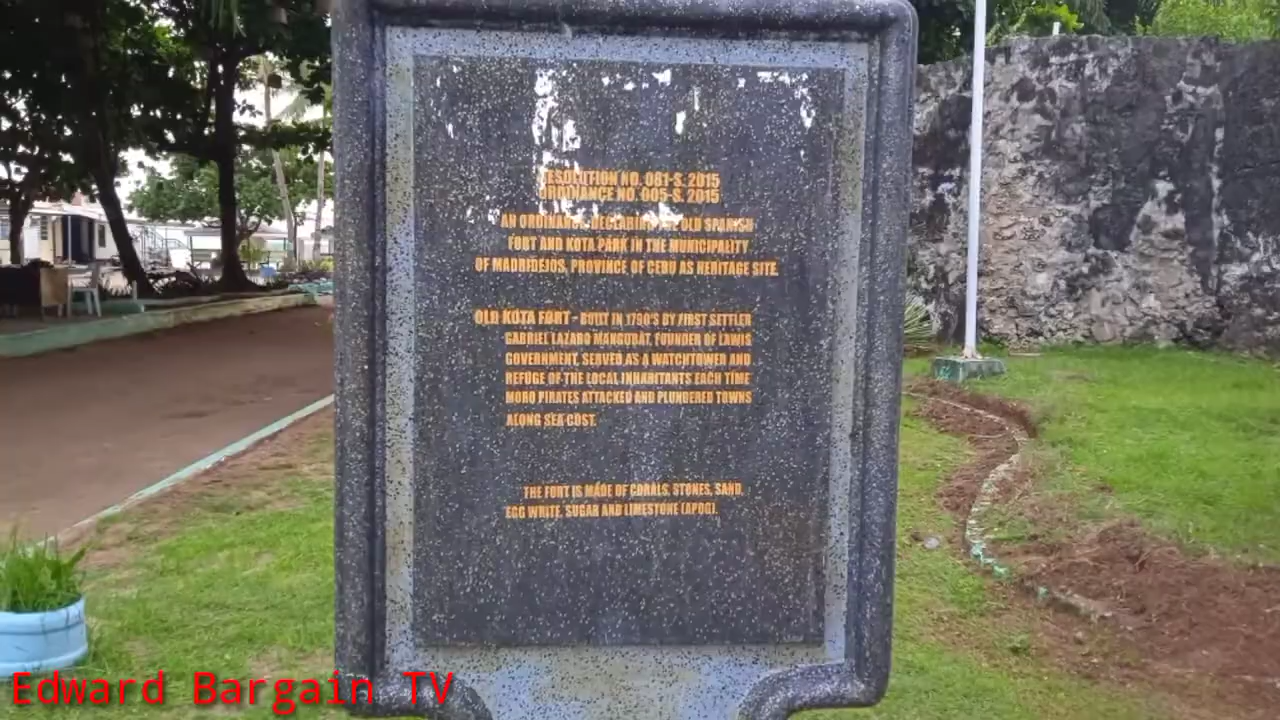 RESOLUTION NO. 081-S. 2015
ORDINANCE NO. 005-S. 2015
AN ORDINANCE DECLARING THE OLD SPANISH
FORT AND KOTA PARK IN THE MUNICIPALITY
OF MADRIDEJOS, PROVINCE OF CEBU AS HERITAGE SITE.
OLD KOTA FORT - BUILT IN 1790'S BY FIRST SETTLER
GABRIEL LAZARO MANGUBAT, FOUNDER OF LAWIS
GOVERNMENT, SERVED AS A WATCHTOWER AND
REFUGE OF THE LOCAL INHABITANTS EACH TIME
MORO PIRATES ATTACKED AND PLUNDERED TOWNS
ALONG SEA COST.
THE FORT IS MADE OF CORALS, STONES, SAND,
EGG WRITE, SUGAR AND LIMESTONE (APOG).
Edward Bargain TV